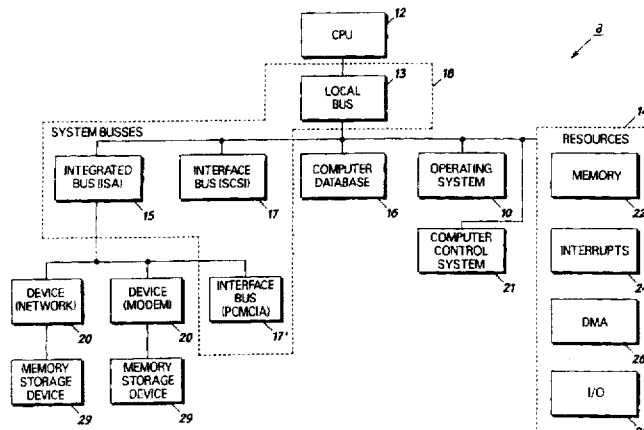 12
CPU
8
13
18
LOCAL
BUS
14
SYSTEM BUSSES
RESOURCES
INTEGRATED
BUS (ISA)
INTERFACE
BUS (SCSI)
COMPUTER
DATABASE
OPERATING
SYSTEM
MEMORY
15
17
16
10
22
COMPUTER
CONTROL
SYSTEM
INTERRUPTS
21
24
DEVICE
(NETWORK)
DEVICE
(MODEM)
INTERFACE
BUS
(PCMCIA)
DMA
20
20
17'
26
MEMORY
STORAGE
DEVICE
MEMORY
STORAGE
DEVICE
I/O
29
29